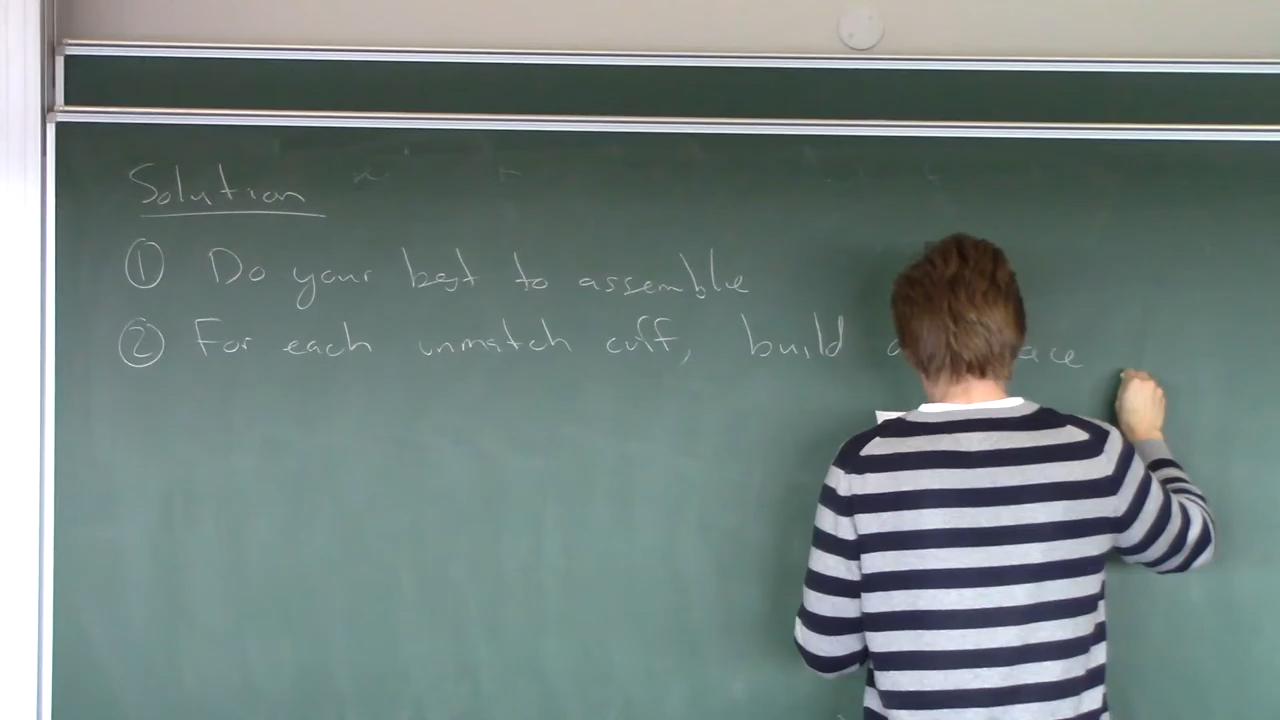 Solution
① Do your best to assemble
② For each unmatch cuff, build a